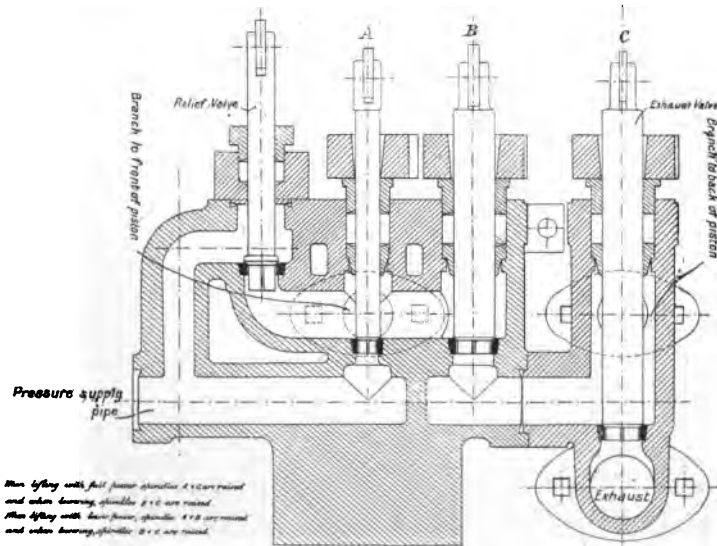 A
B
C
Relief Valve
Exhaust Valve
Branch to front of piston
Branch to back of piston
Pressure supply
pipe
Exhaust
When lifting with full power spindles A & C are raised
and when lowering, spindles B & C are raised.
When lifting with power, spindles A & B are raised
and when lowering, spindles B & C are raised.